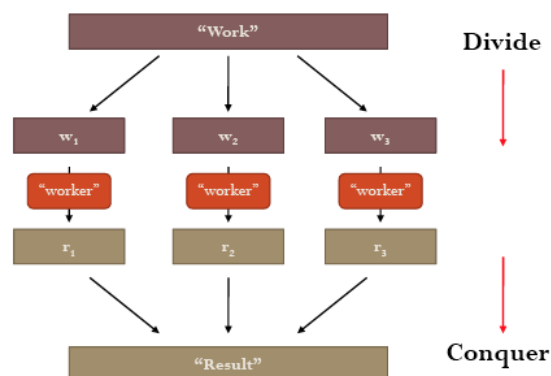 “Work”
Divide
w₁
w₂
w₃
“worker”
“worker”
“worker”
r₁
r₂
r₃
“Result”
Conquer